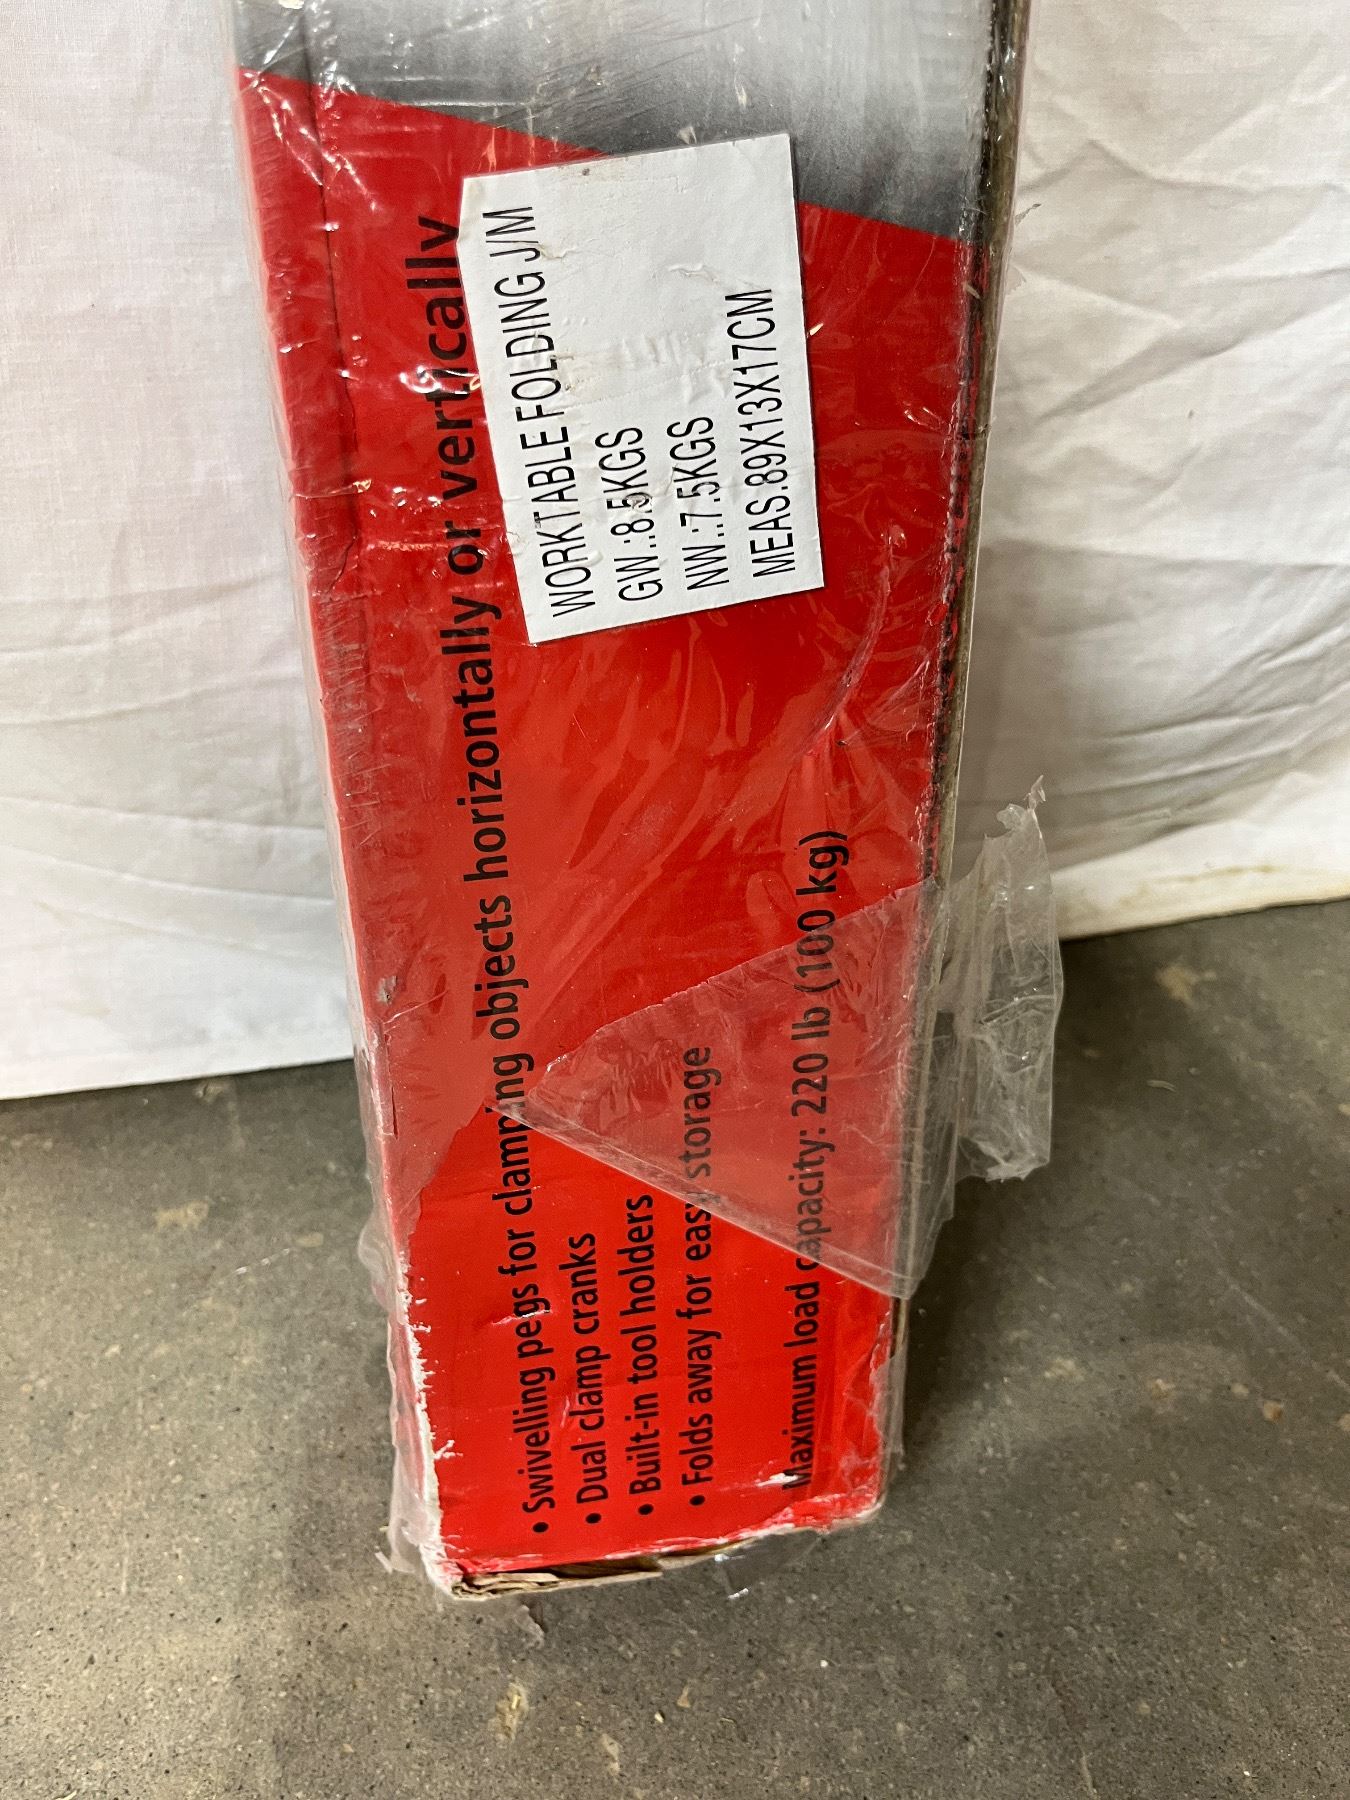 WORKTABLE FOLDING J/M
GW.:8.5KGS
NW.:7.5KGS
MEAS.89X13X17CM
• Swivelling pegs for clamping objects horizontally or vertically
• Dual clamp cranks
• Built-in tool holders
• Folds away for easy storage
Maximum load capacity: 220 lb (100 kg)